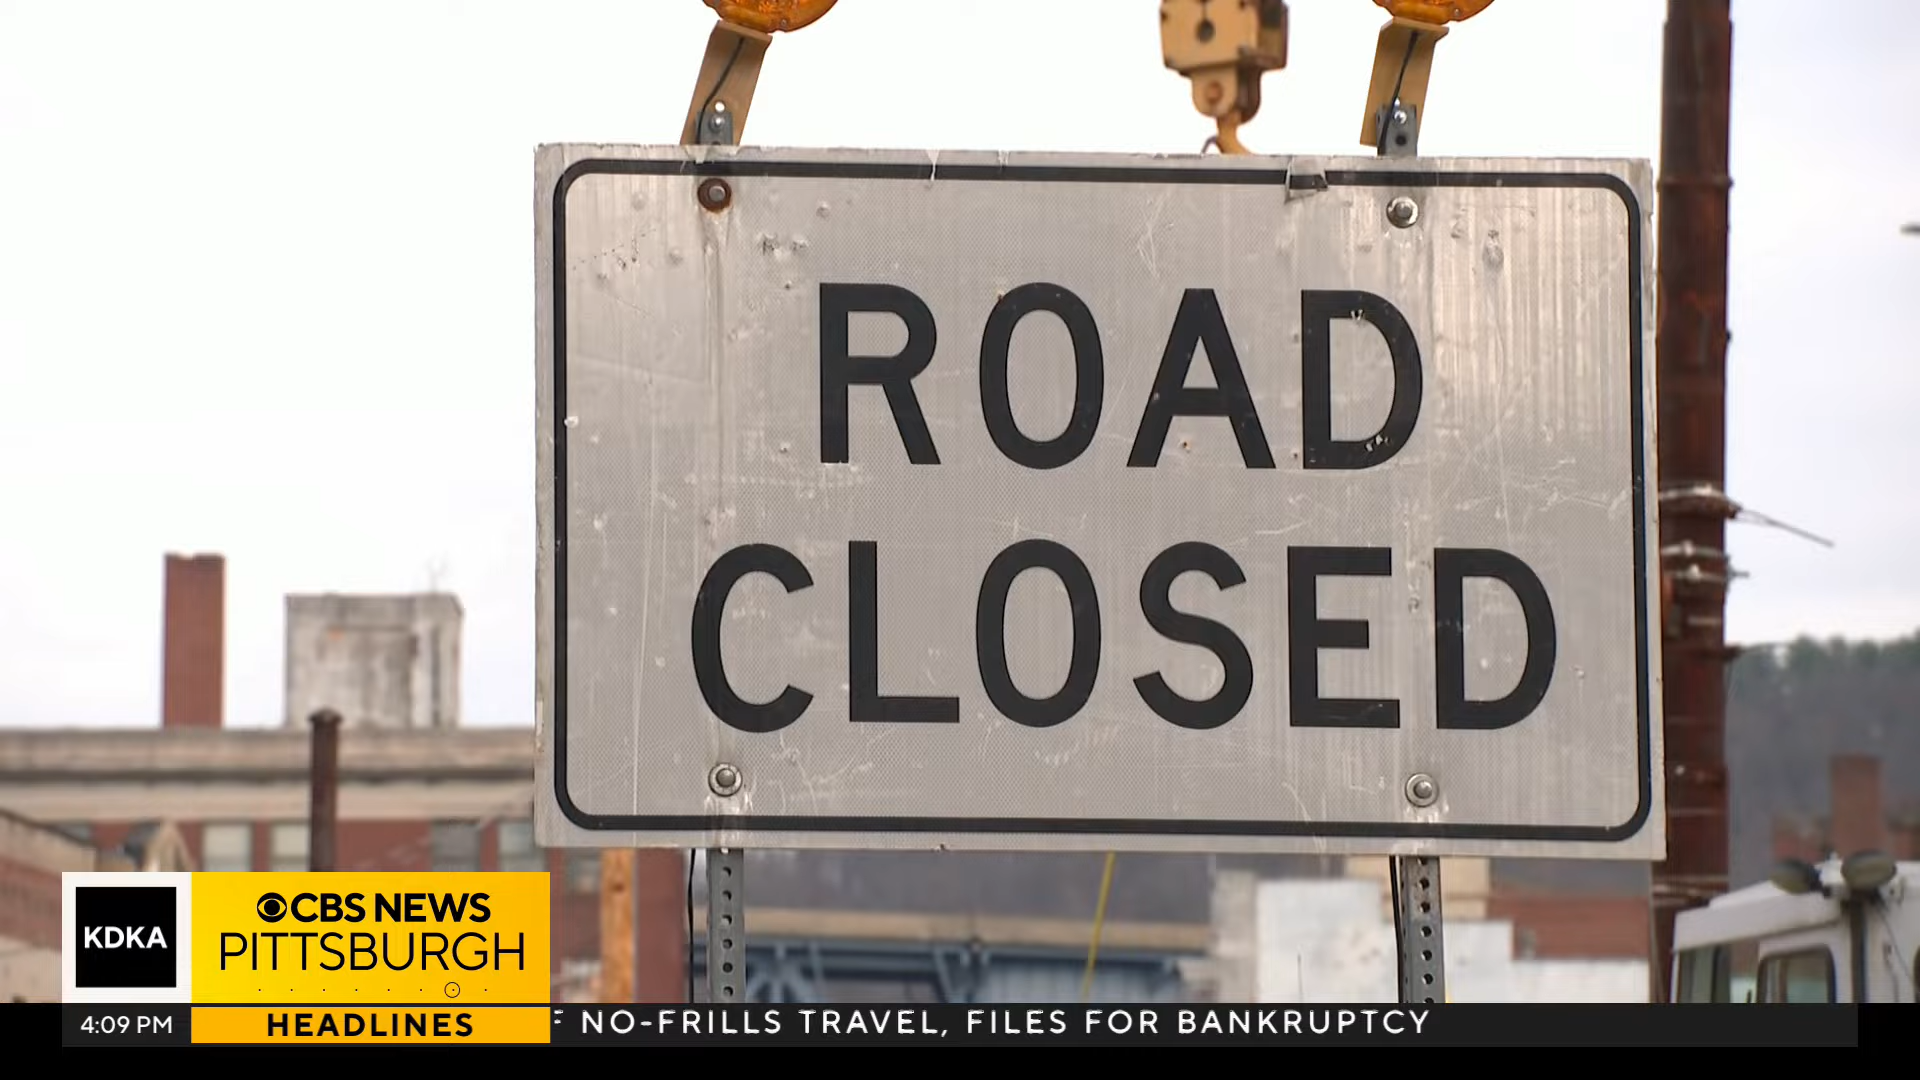 ROAD
CLOSED
KDKA
CBS NEWS
PITTSBURGH
4:09 PM
HEADLINES
NO-FRILLS TRAVEL, FILES FOR BANKRUPTCY